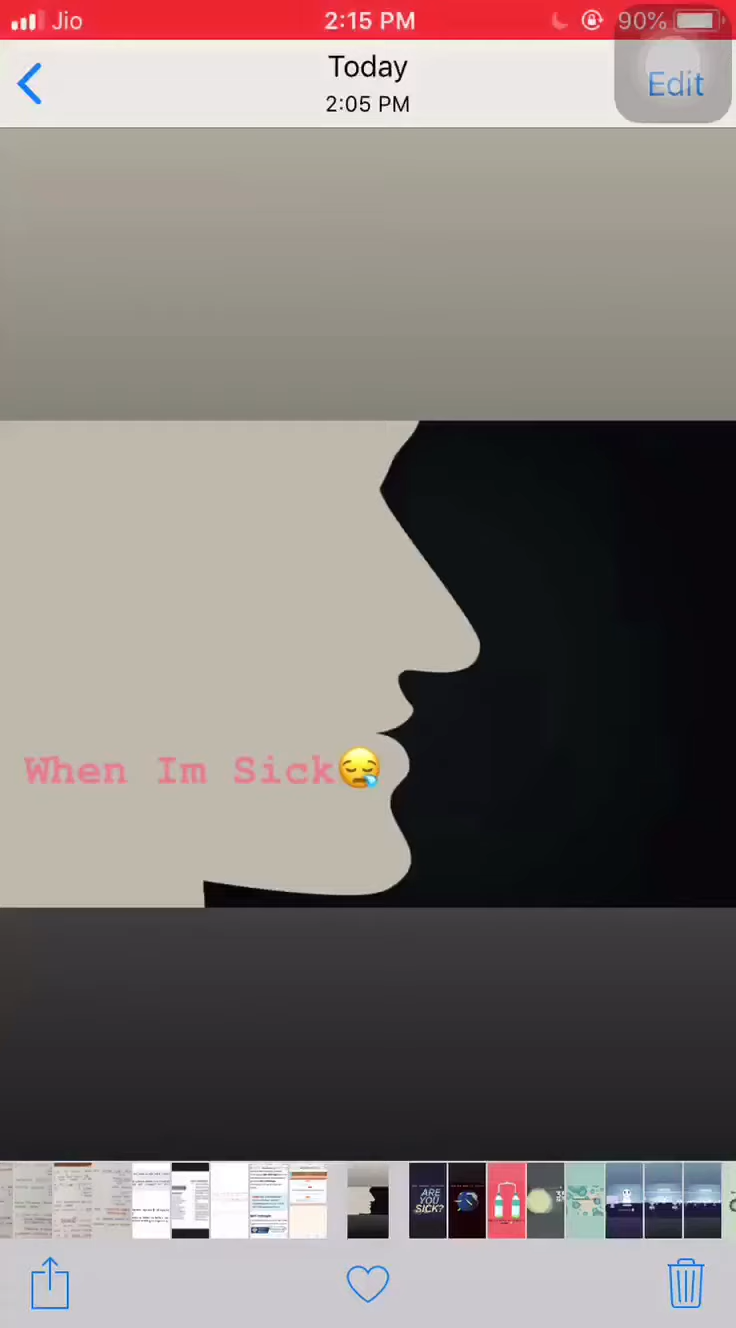 Jio 2:15 PM 90%
Today
2:05 PM
Edit
When Im Sick😪
ARE
YOU
SICK?